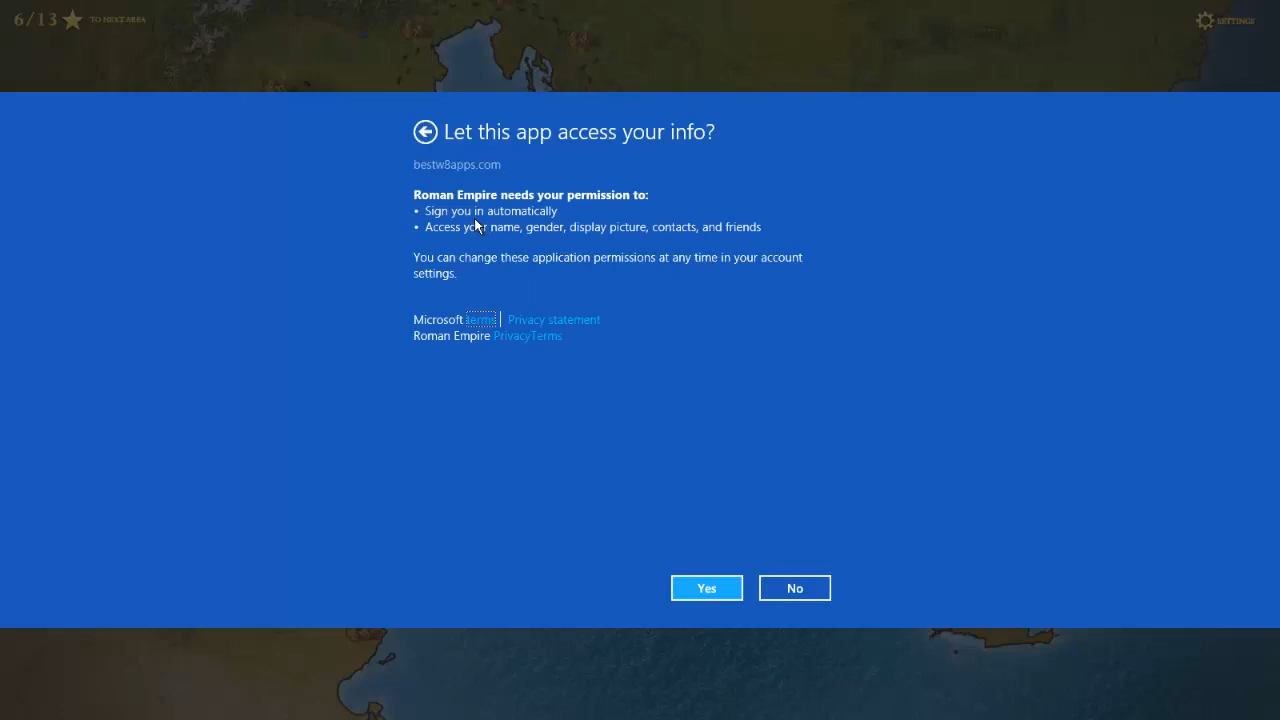 6/13 TO NEXT AREA
SETTINGS
Let this app access your info?
bestw8apps.com
Roman Empire needs your permission to:
• Sign you in automatically
• Access your name, gender, display picture, contacts, and friends
You can change these application permissions at any time in your account
settings.
Microsoft terms | Privacy statement
Roman Empire PrivacyTerms
Yes No